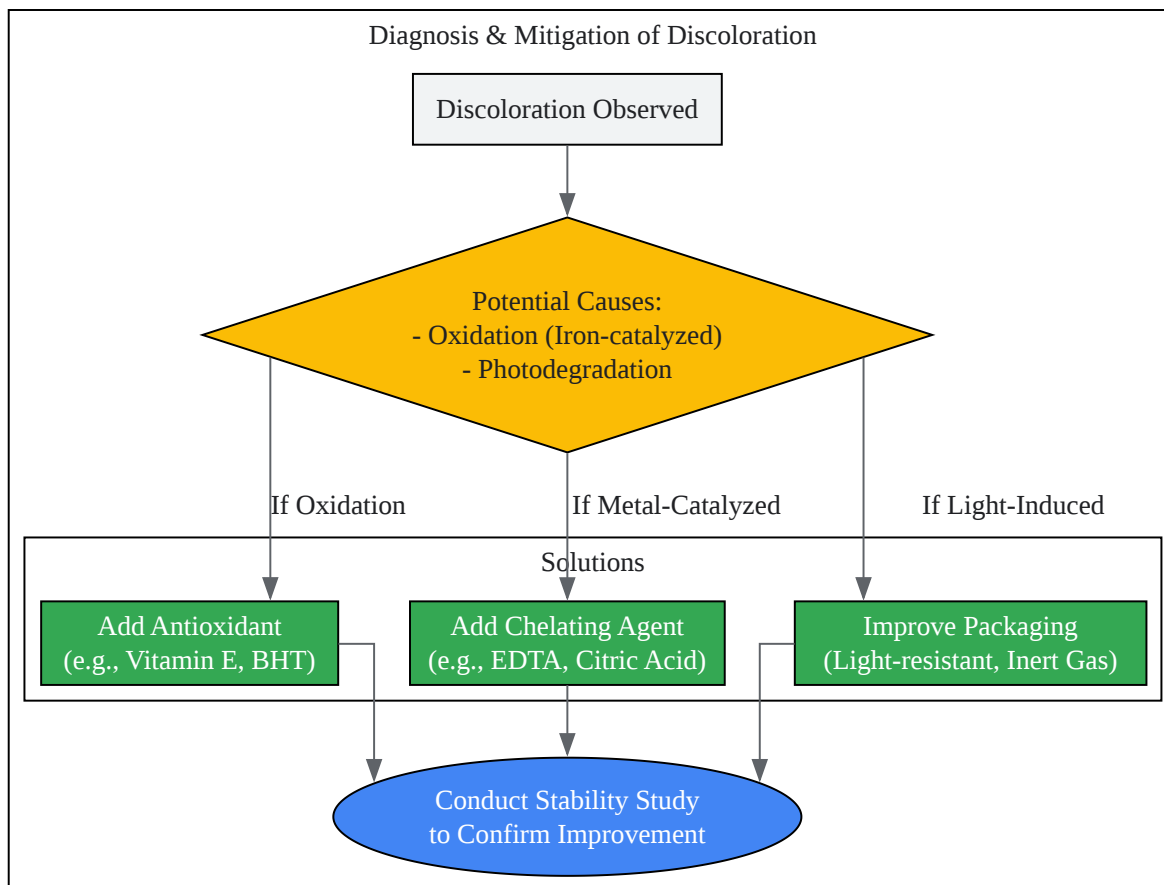 Diagnosis & Mitigation of Discoloration
Discoloration Observed
Potential Causes:
- Oxidation (Iron-catalyzed)
- Photodegradation
If Oxidation
If Metal-Catalyzed
If Light-Induced
Solutions
Add Antioxidant
(e.g., Vitamin E, BHT)
Add Chelating Agent
(e.g., EDTA, Citric Acid)
Improve Packaging
(Light-resistant, Inert Gas)
Conduct Stability Study
to Confirm Improvement